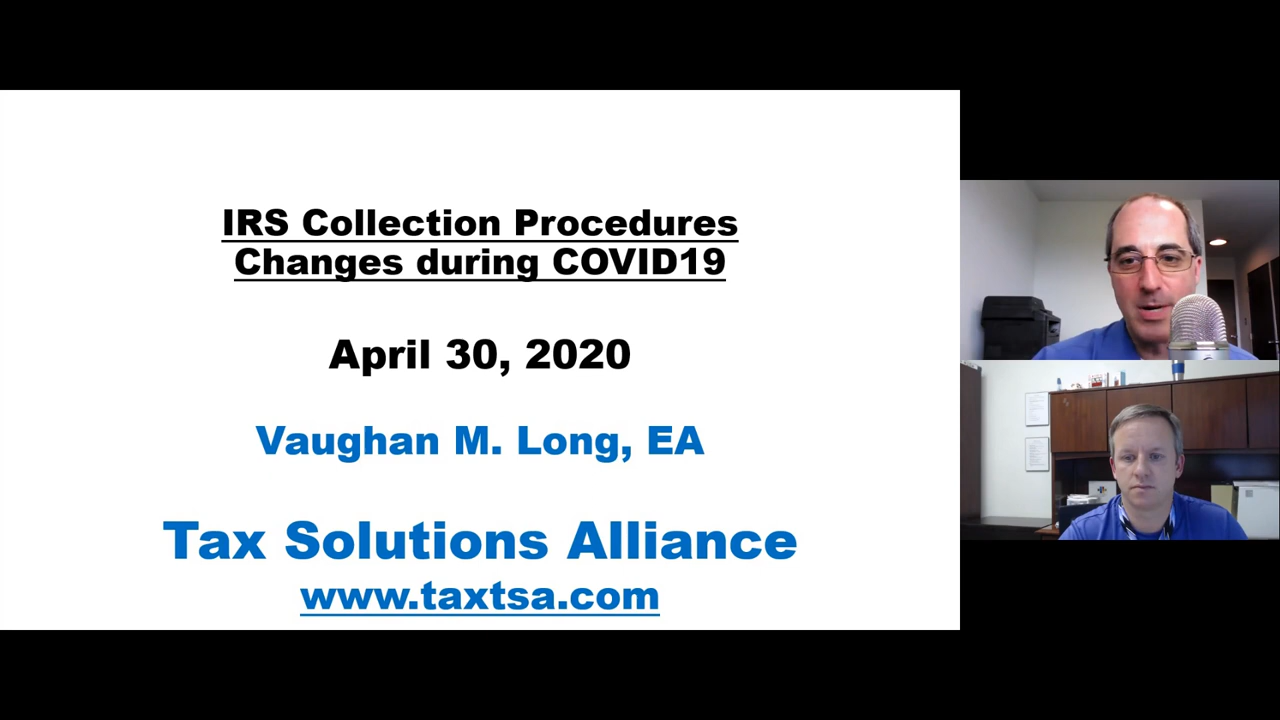 IRS Collection Procedures
Changes during COVID19
April 30, 2020
Vaughan M. Long, EA
Tax Solutions Alliance
www.taxtsa.com